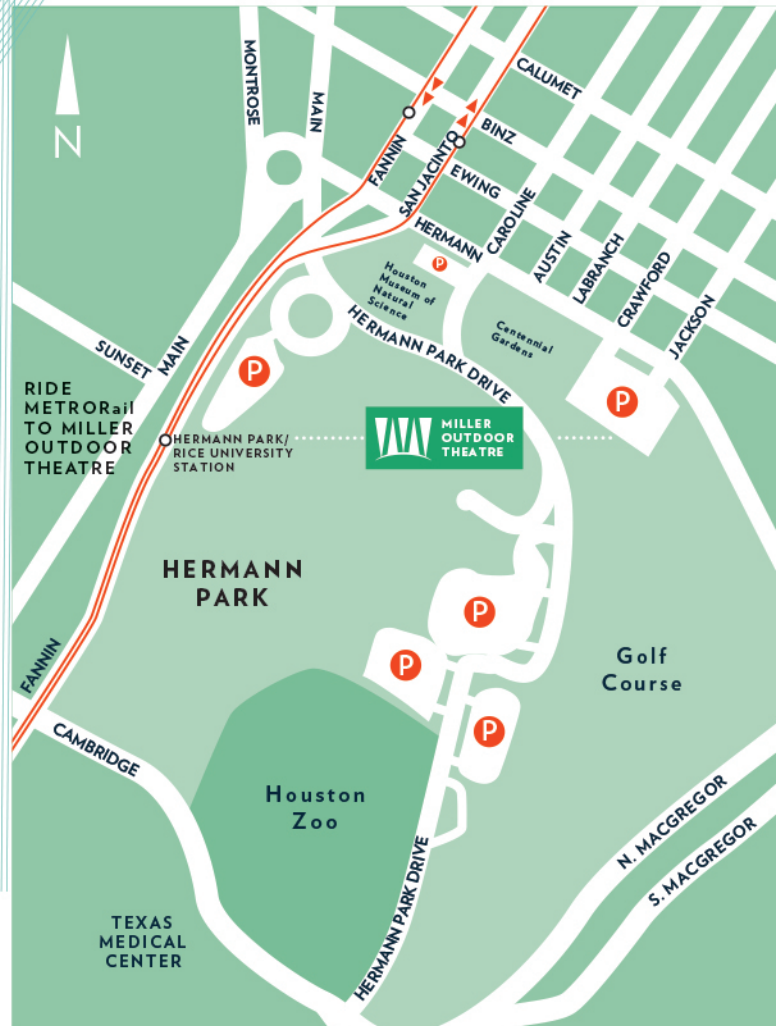 N
MONTROSE
MAIN
CALUMET
BINZ
FANNIN
SAN JACINTO
EWING
HERMANN
CAROLINE
AUSTIN
LABRANCH
CRAWFORD
JACKSON
P
Houston
Museum of
Natural
Science
Centennial
Gardens
HERMANN PARK DRIVE
SUNSET
MAIN
P
P
RIDE
METRORail
TO MILLER
OUTDOOR
THEATRE
HERMANN PARK/
RICE UNIVERSITY
STATION
MILLER
OUTDOOR
THEATRE
HERMANN
PARK
P
P
P
Golf
Course
FANNIN
CAMBRIDGE
Houston
Zoo
HERMANN PARK DRIVE
N. MACGREGOR
S. MACGREGOR
TEXAS
MEDICAL
CENTER